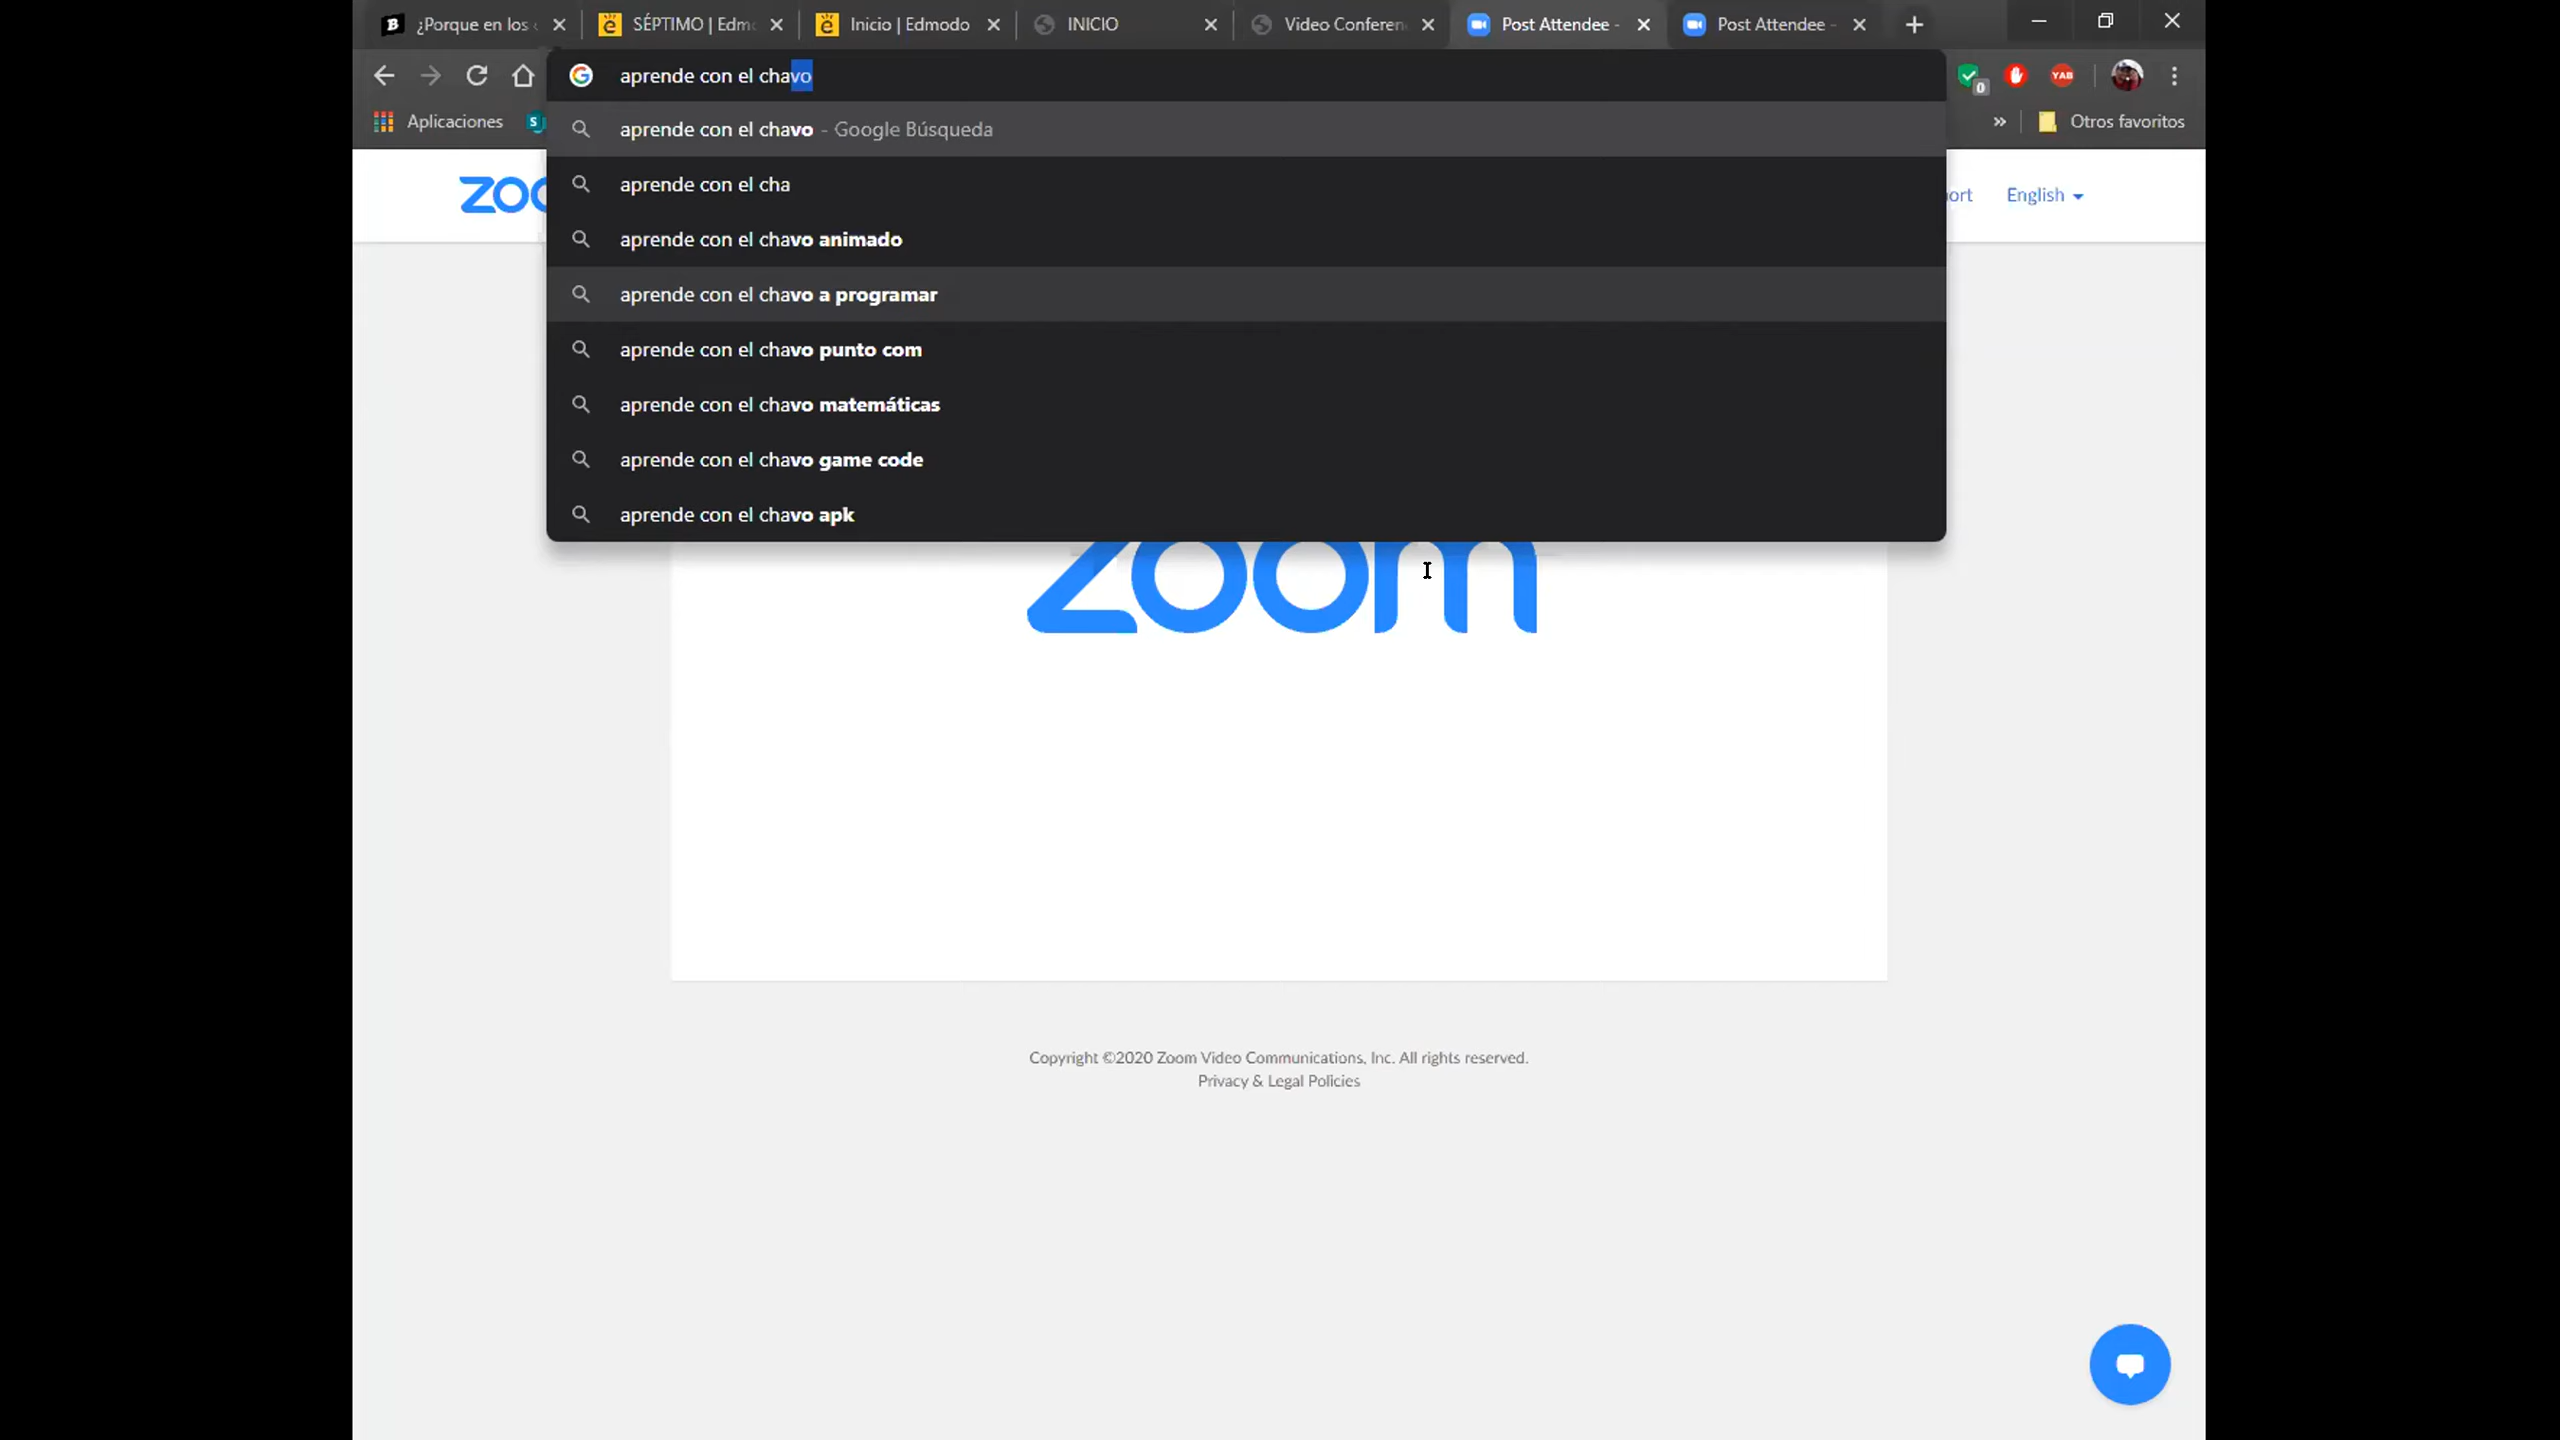 ¿Porque en los
SÉPTIMO | Edm
Inicio | Edmodo
INICIO
Video Conferen
Post Attendee -
Post Attendee -
aprende con el chavo
YAB
0
Aplicaciones
S
Otros favoritos
aprende con el chavo - Google Búsqueda
aprende con el cha
aprende con el chavo animado
aprende con el chavo a programar
aprende con el chavo punto com
aprende con el chavo matemáticas
aprende con el chavo game code
aprende con el chavo apk
English
zoom
Copyright ©2020 Zoom Video Communications, Inc. All rights reserved.
Privacy & Legal Policies